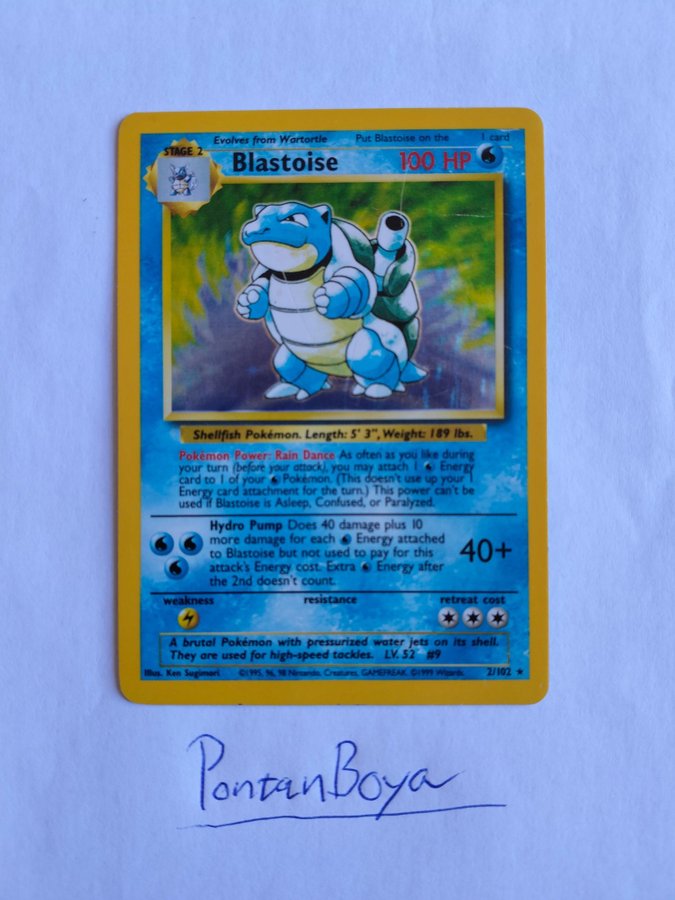 Evolves from Wartortle Put Blastoise on the 1 card
STAGE 2
Blastoise 100 HP
Shellfish Pokémon. Length: 5' 3", Weight: 189 lbs.
Pokémon Power: Rain Dance As often as you like during
your turn (before your attack), you may attach 1 Energy
card to 1 of your Pokémon. (This doesn't use up your 1
Energy card attachment for the turn.) This power can't be
used if Blastoise is Asleep, Confused, or Paralyzed.
Hydro Pump Does 40 damage plus 10
more damage for each Energy attached
to Blastoise but not used to pay for this
attack's Energy cost. Extra Energy after
the 2nd doesn't count.
40+
weakness resistance retreat cost
A brutal Pokémon with pressurized water jets on its shell.
They are used for high-speed tackles. LV. 52 #9
Illus. Ken Sugimori ©1995, 96, 98 Nintendo, Creatures, GAMEFREAK. ©1999 Wizards. 2/102 ★
PontanBoya